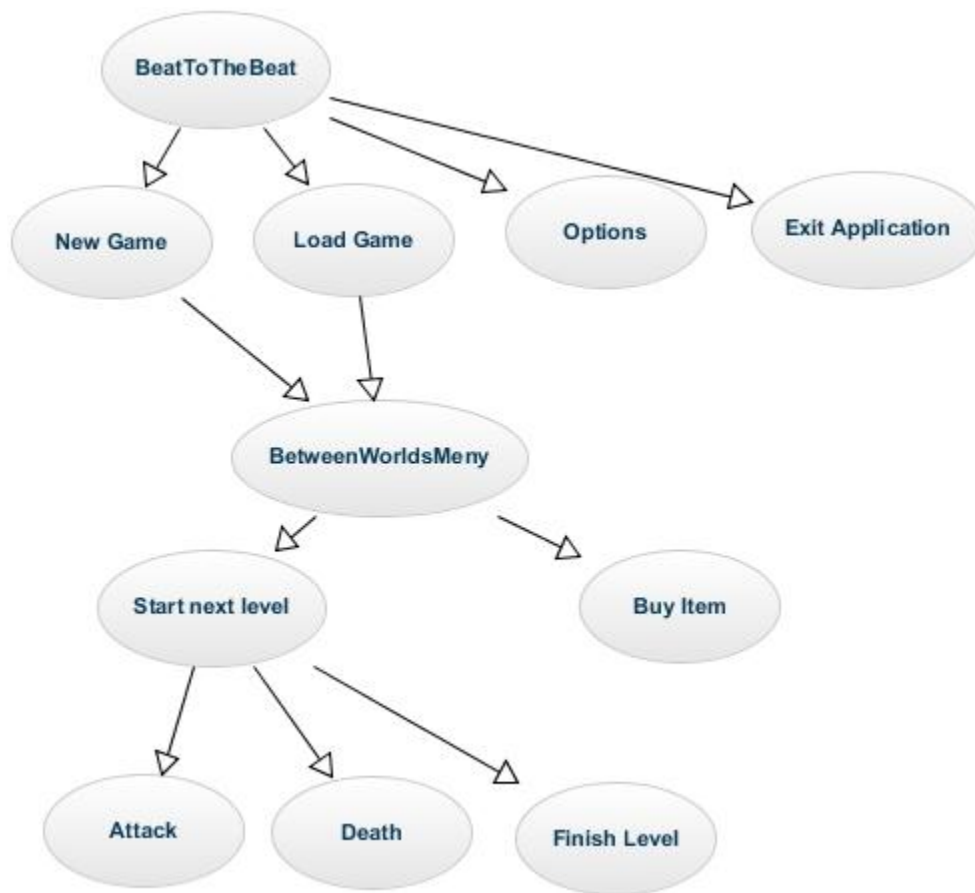 BeatToTheBeat
New Game
Load Game
Options
Exit Application
BetweenWorldsMeny
Start next level
Buy Item
Attack
Death
Finish Level